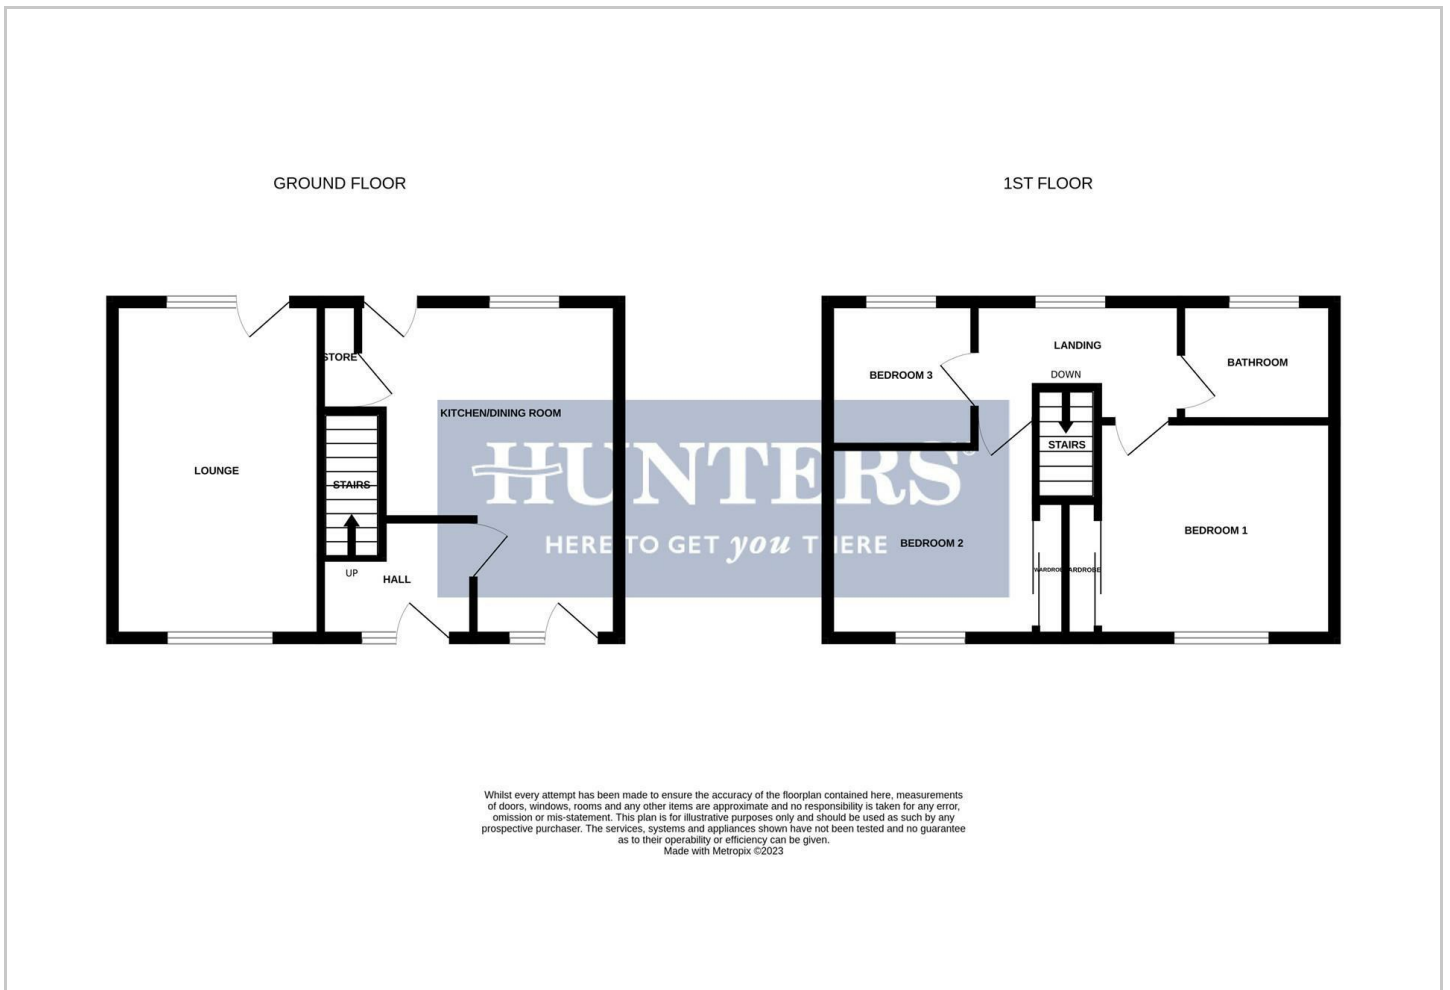 GROUND FLOOR
1ST FLOOR
STORE
KITCHEN/DINING ROOM
LOUNGE
STAIRS
UP
HALL
LANDING
DOWN
BEDROOM 3
BATHROOM
STAIRS
BEDROOM 2
BEDROOM 1
WARDROBE
WARDROBE
HUNTERS®
HERE TO GET you THERE
Whilst every attempt has been made to ensure the accuracy of the floorplan contained here, measurements
of doors, windows, rooms and any other items are approximate and no responsibility is taken for any error,
omission or mis-statement. This plan is for illustrative purposes only and should be used as such by any
prospective purchaser. The services, systems and appliances shown have not been tested and no guarantee
as to their operability or efficiency can be given.
Made with Metropix ©2023